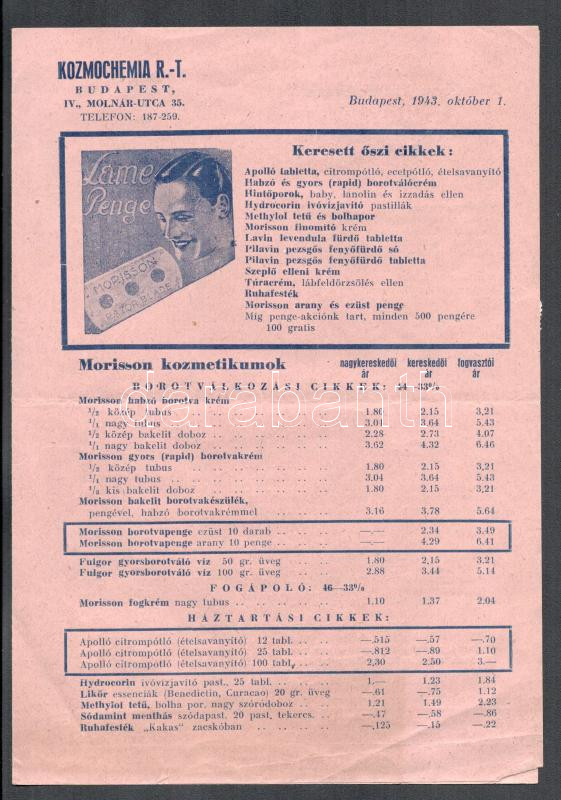 KOZMOCHEMIA R.-T.
BUDAPEST,
IV., MOLNÁR-UTCA 35.
TELEFON: 187-259.
Budapest, 1943. október 1.
Láme
Penge
MORISSON
RAZOR BLADE
Keresett őszi cikkek:
Apolló tabletta, citrompótló, ecetpótló, ételsavanyító
Habzó és gyors (rapid) borotválócrém
Hintőporok, baby, lanolin és izzadás ellen
Hydrocorin ivóvízjavító pastillák
Methylol tetű és bolhapor
Morisson finomító krém
Lavin levendula fürdő tabletta
Pilavin pezsgős fenyőfürdő só
Pilavin pezsgős fenyőfürdő tabletta
Szeplő elleni krém
Túracrém, lábfeldörzsölés ellen
Ruhafesték
Morisson arany és ezüst penge
Míg penge-akciónk tart, minden 500 pengére
100 gratis
Morisson kozmetikumok nagykereskedői ár kereskedői ár fogyasztói ár
BOROTVÁLKOZÁSI CIKKEK: 44—33%
Morisson habzó borotva krém
1/2 közép tubus 1.80 2.15 3,21
1/1 nagy tubus 3.04 3.64 5.43
1/2 közép bakelit doboz 2.28 2.73 4.07
1/1 nagy bakelit doboz 3.62 4.32 6.46
Morisson gyors (rapid) borotvakrém
1/2 közép tubus 1.80 2.15 3,21
1/1 nagy tubus 3.04 3.64 5.43
1/2 kis bakelit doboz 1.80 2.15 3,21
Morisson bakelit borotvakészülék,
pengével, habzó borotvakrémmel 3.16 3.78 5.64
Morisson borotvapenge ezüst 10 darab —.— 2.34 3.49
Morisson borotvapenge arany 10 penge —.— 4.29 6.41
Fulgor gyorsborotváló víz 50 gr. üveg 1.80 2,15 3.21
Fulgor gyorsborotváló víz 100 gr. üveg 2.88 3.44 5.14
FOGÁPOLÓ: 46—33%
Morisson fogkrém nagy tubus 1.10 1.37 2.04
HÁZTARTÁSI CIKKEK:
Apolló citrompótló (ételsavanyító) 12 tabl. —.515 —.57 —.70
Apolló citrompótló (ételsavanyító) 25 tabl. —.812 —.89 1.10
Apolló citrompótló (ételsavanyító) 100 tabl. 2,30 2.50 3.—
Hydrocorin ivóvízjavító past., 25 tabl. 1.— 1.23 1.84
Likőr essenciák (Benedictin, Curacao) 20 gr. üveg —.61 —.75 1.12
Methylol tetű, bolha por, nagy szóródoboz 1.21 1.49 2.23
Sódamint menthás szódapast. 20 past. tekercs. —.47 —.58 —.86
Ruhafesték „Kakas" zacskóban —.125 —.15 —.22
darabanth